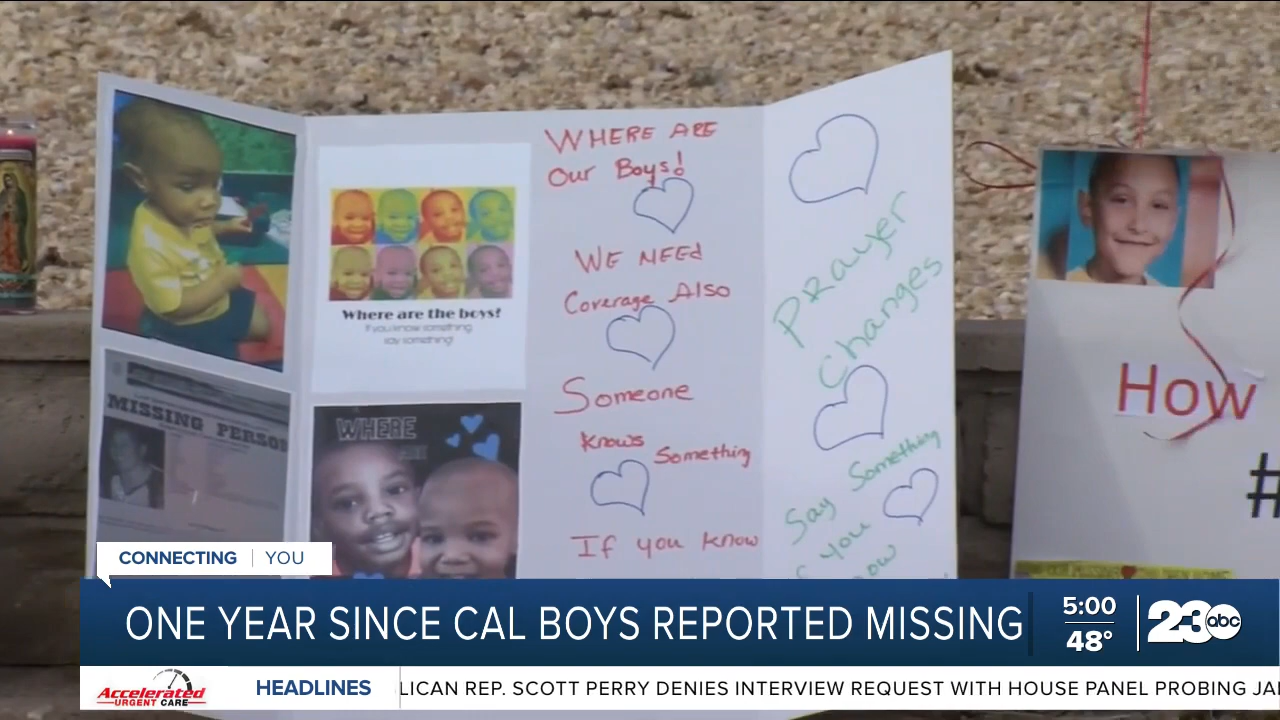 WHERE ARE
Our Boys!
WE NEED
Coverage Also
Someone
Knows Something
If you know
Prayer
Changes
Say Something
you
Where are the boys?
If you know something
say something!
MISSING PERSO
WHERE
How
#
CONNECTING | YOU
ONE YEAR SINCE CAL BOYS REPORTED MISSING
5:00
48°
23 abc
Accelerated
URGENT CARE
HEADLINES
LICAN REP. SCOTT PERRY DENIES INTERVIEW REQUEST WITH HOUSE PANEL PROBING JA